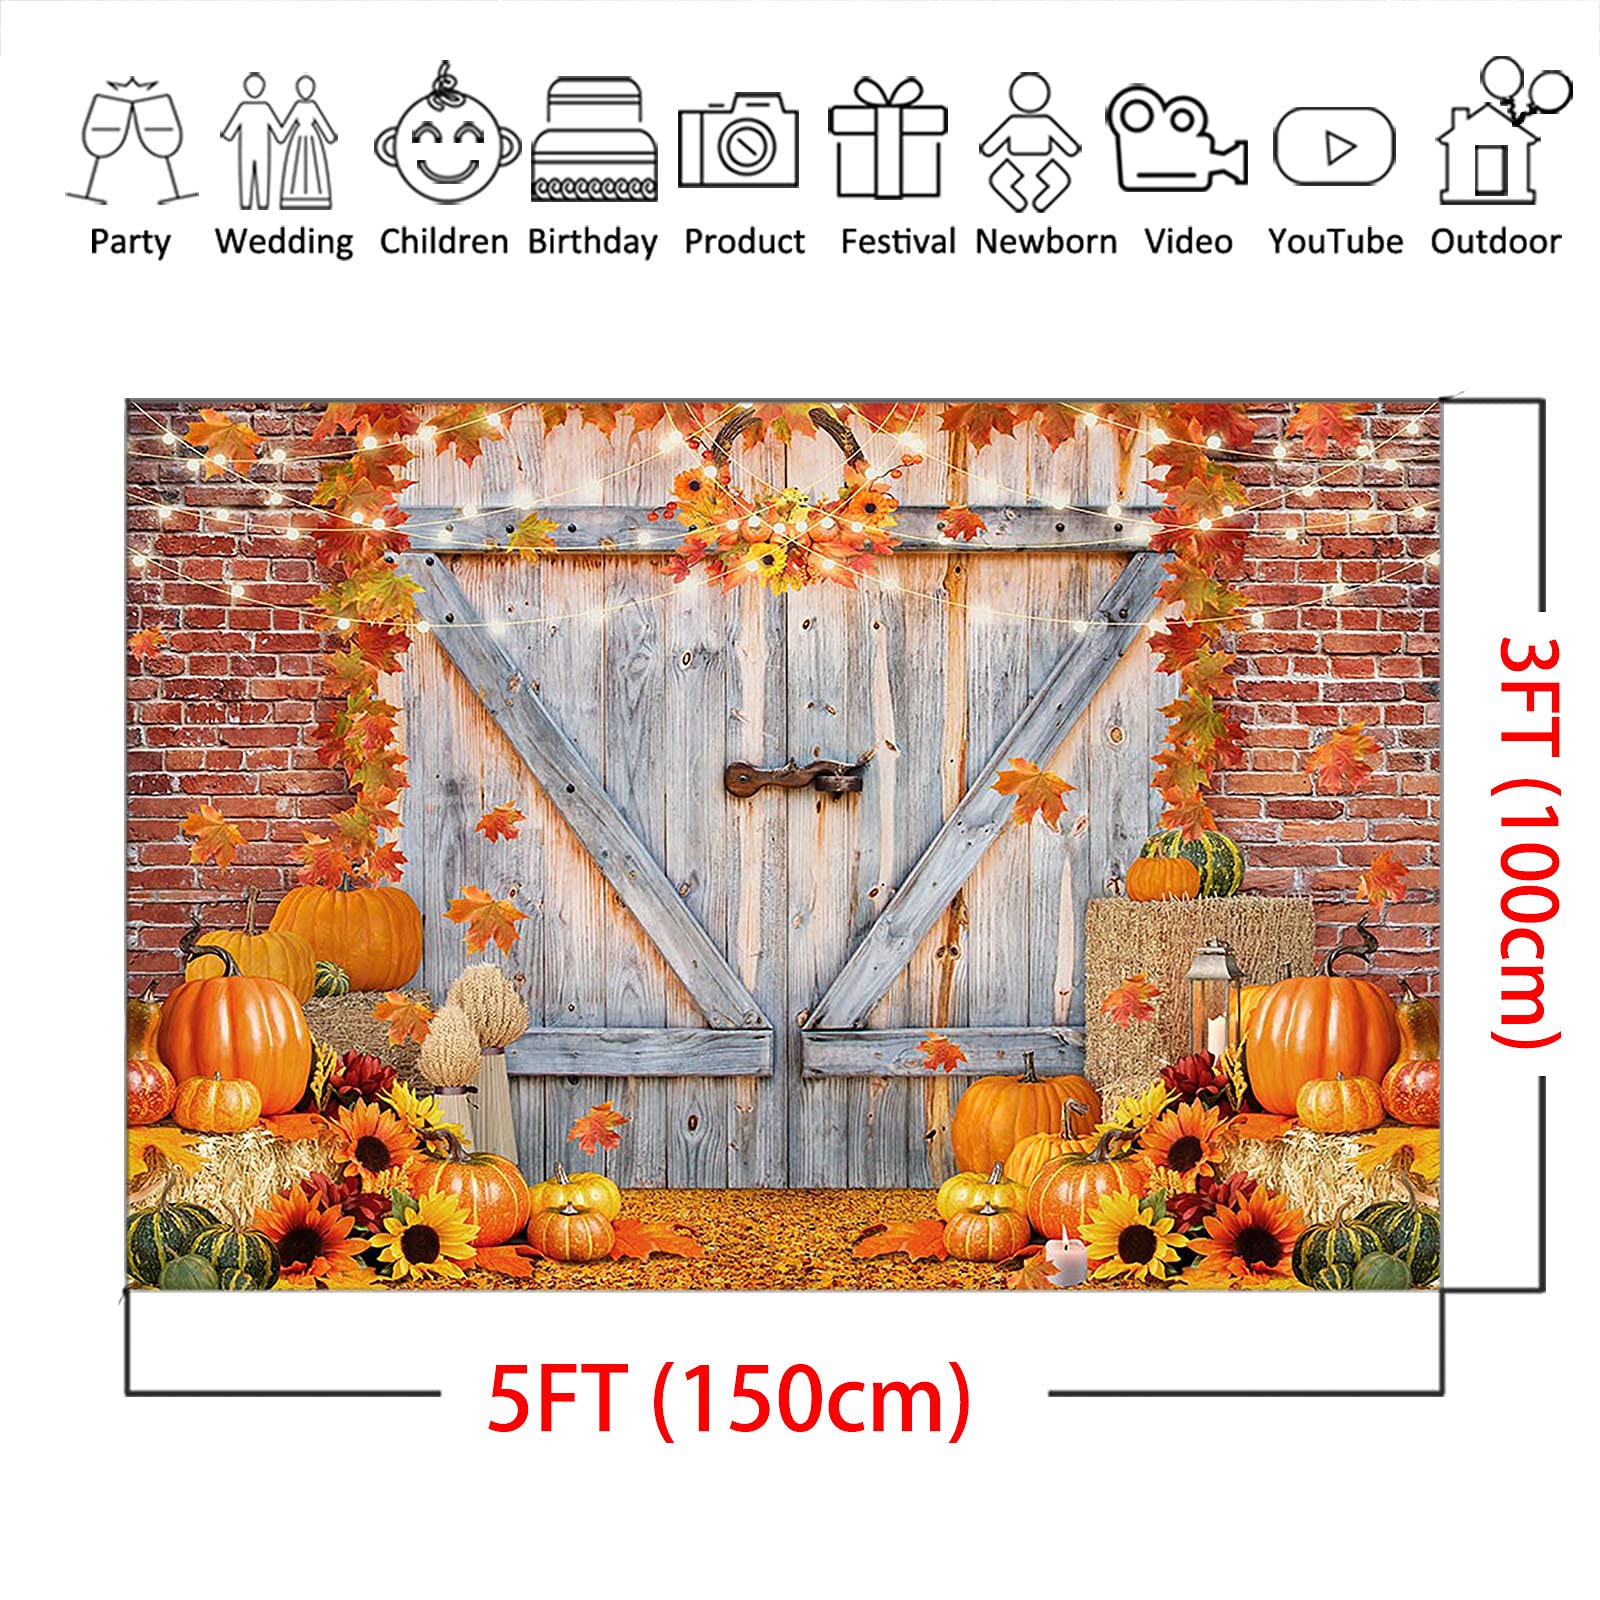 Party Wedding Children Birthday Product Festival Newborn Video YouTube Outdoor
3FT (100cm)
5FT (150cm)